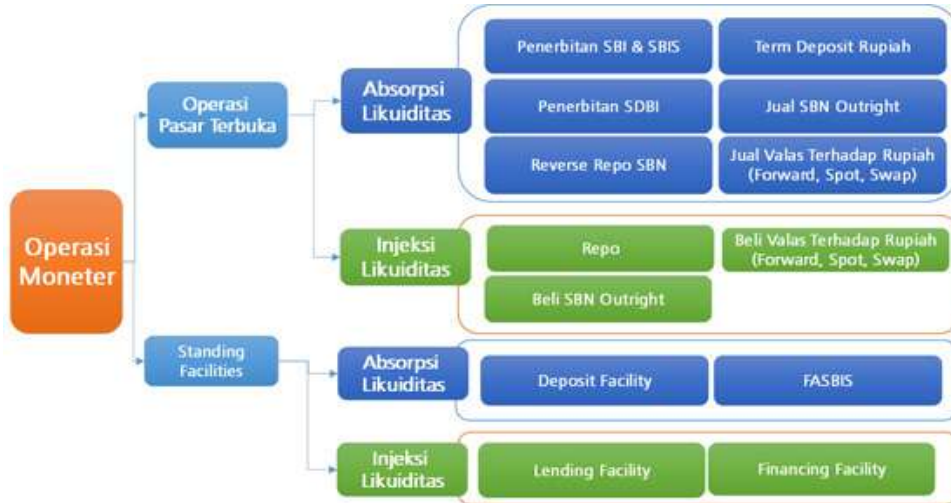 Operasi
Moneter
Operasi
Pasar Terbuka
Absorpsi
Likuiditas
Penerbitan SBI & SBIS
Term Deposit Rupiah
Penerbitan SDBI
Jual SBN Outright
Reverse Repo SBN
Jual Valas Terhadap Rupiah
(Forward, Spot, Swap)
Injeksi
Likuiditas
Repo
Beli Valas Terhadap Rupiah
(Forward, Spot, Swap)
Beli SBN Outright
Standing
Facilities
Absorpsi
Likuiditas
Deposit Facility
FASBIS
Injeksi
Likuiditas
Lending Facility
Financing Facility